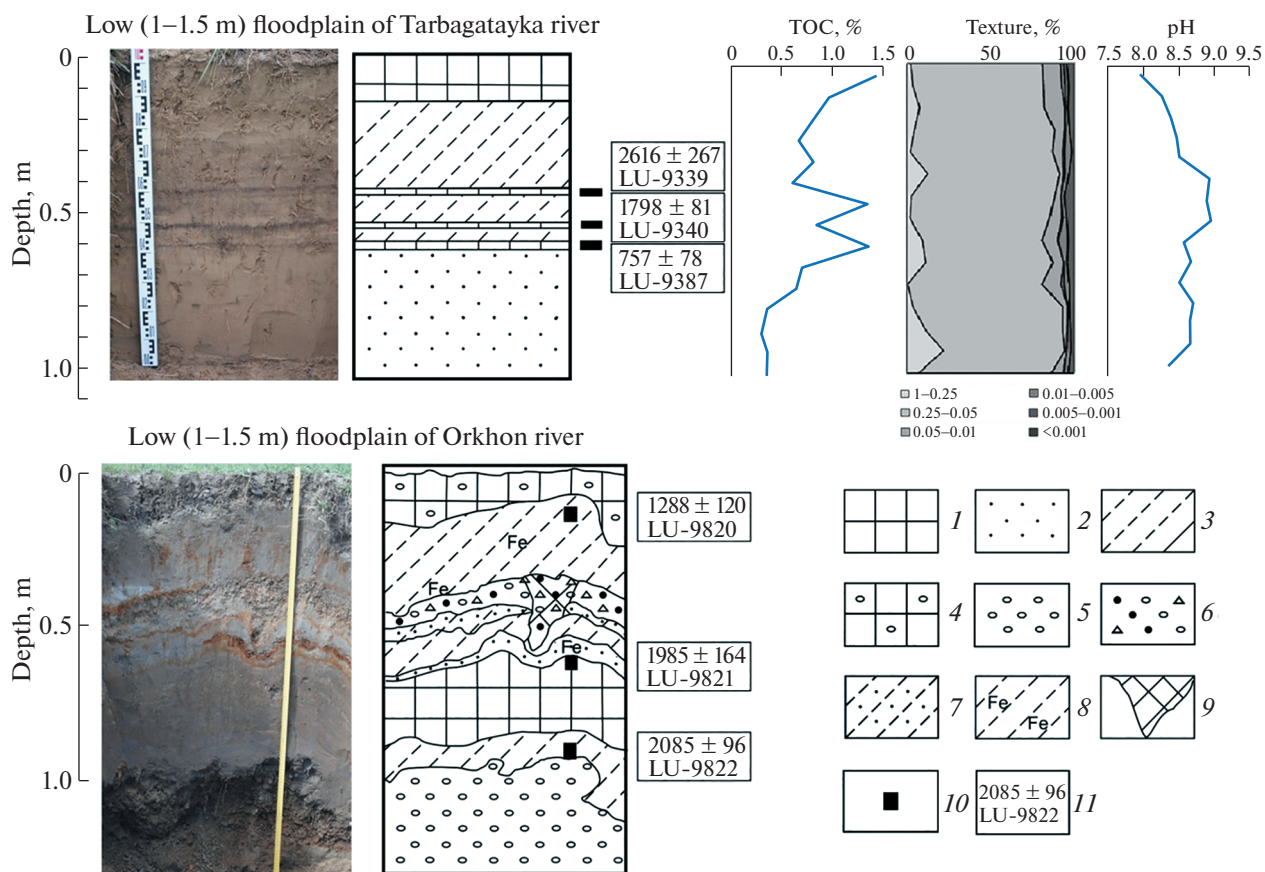 Low (1–1.5 m) floodplain of Tarbagatayka river
TOC, %
Texture, %
pH
0
0.5
1.0
1.5
0
50
100
7.5
8.0
8.5
9.0
9.5
Depth, m
0
0.5
1.0
2616 ± 267
LU-9339
1798 ± 81
LU-9340
757 ± 78
LU-9387
1–0.25
0.25–0.05
0.05–0.01
0.01–0.005
0.005–0.001
<0.001
Low (1–1.5 m) floodplain of Orkhon river
Depth, m
0
0.5
1.0
Fe
Fe
Fe
1288 ± 120
LU-9820
1985 ± 164
LU-9821
2085 ± 96
LU-9822
1
2
3
4
5
6
7
Fe
Fe
8
9
10
2085 ± 96
LU-9822
11